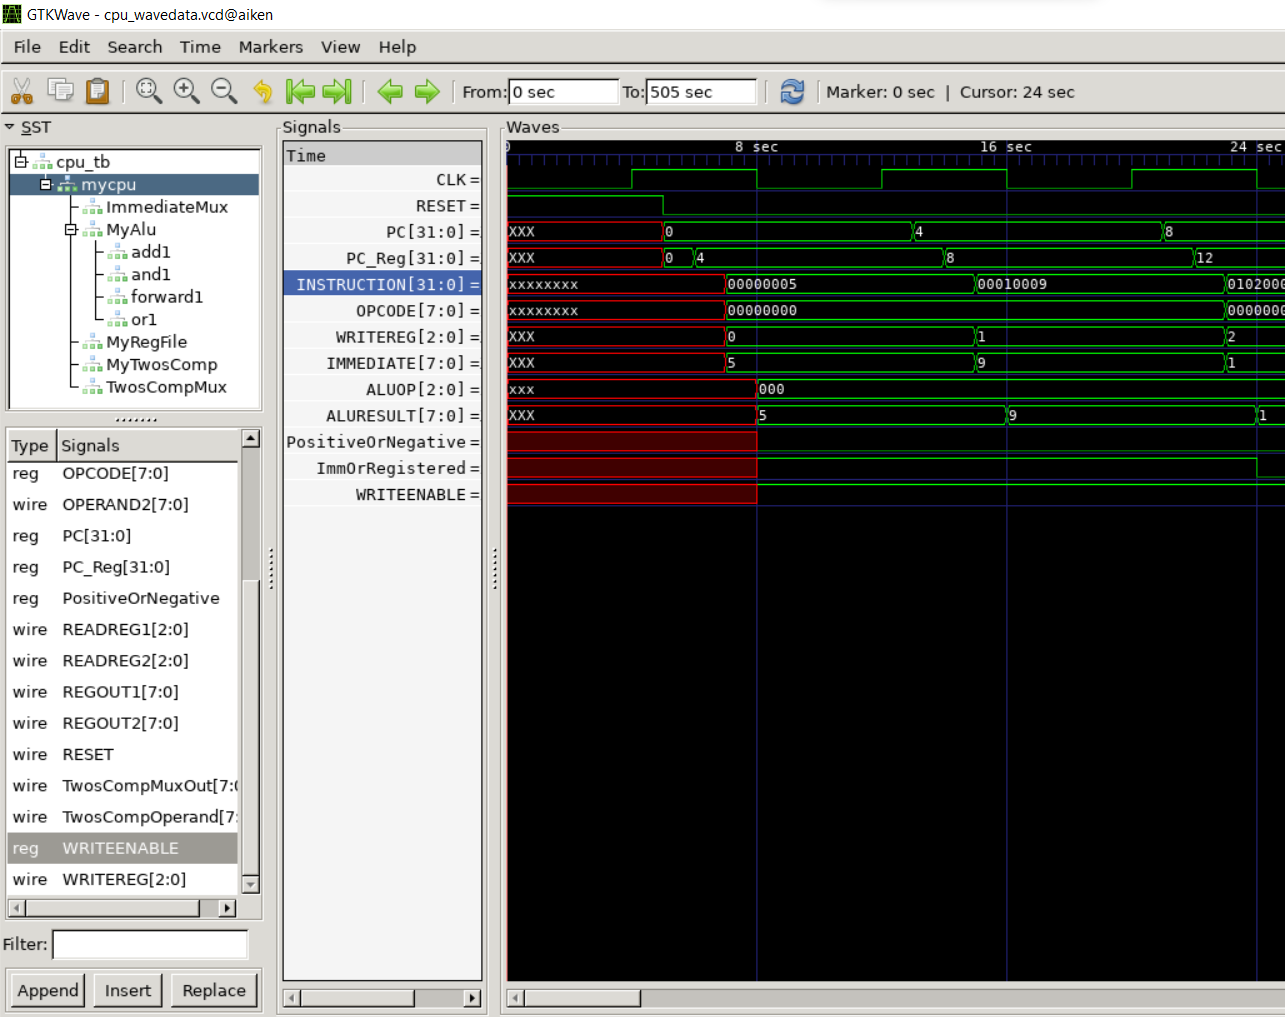 GTKWave - cpu_wavedata.vcd@aiken
File Edit Search Time Markers View Help
From: 0 sec To: 505 sec Marker: 0 sec | Cursor: 24 sec
SST
cpu_tb
mycpu
ImmediateMux
MyAlu
add1
and1
forward1
or1
MyRegFile
MyTwosComp
TwosCompMux
Type Signals
reg OPCODE[7:0]
wire OPERAND2[7:0]
reg PC[31:0]
reg PC_Reg[31:0]
reg PositiveOrNegative
wire READREG1[2:0]
wire READREG2[2:0]
wire REGOUT1[7:0]
wire REGOUT2[7:0]
wire RESET
wire TwosCompMuxOut[7:
wire TwosCompOperand[7:
reg WRITEENABLE
wire WRITEREG[2:0]
Filter:
Append Insert Replace
Signals
Time
CLK =
RESET =
PC[31:0] =
PC_Reg[31:0] =
INSTRUCTION[31:0] =
OPCODE[7:0] =
WRITEREG[2:0] =
IMMEDIATE[7:0] =
ALUOP[2:0] =
ALURESULT[7:0] =
PositiveOrNegative =
ImmOrRegistered =
WRITEENABLE =
Waves
0 8 sec 16 sec 24 sec
XXX 0 4 8
XXX 0 4 8 12
xxxxxxxx 00000005 00010009 0102000
xxxxxxxx 00000000 0000000
XXX 0 1 2
XXX 5 9 1
xxx 000
XXX 5 9 1